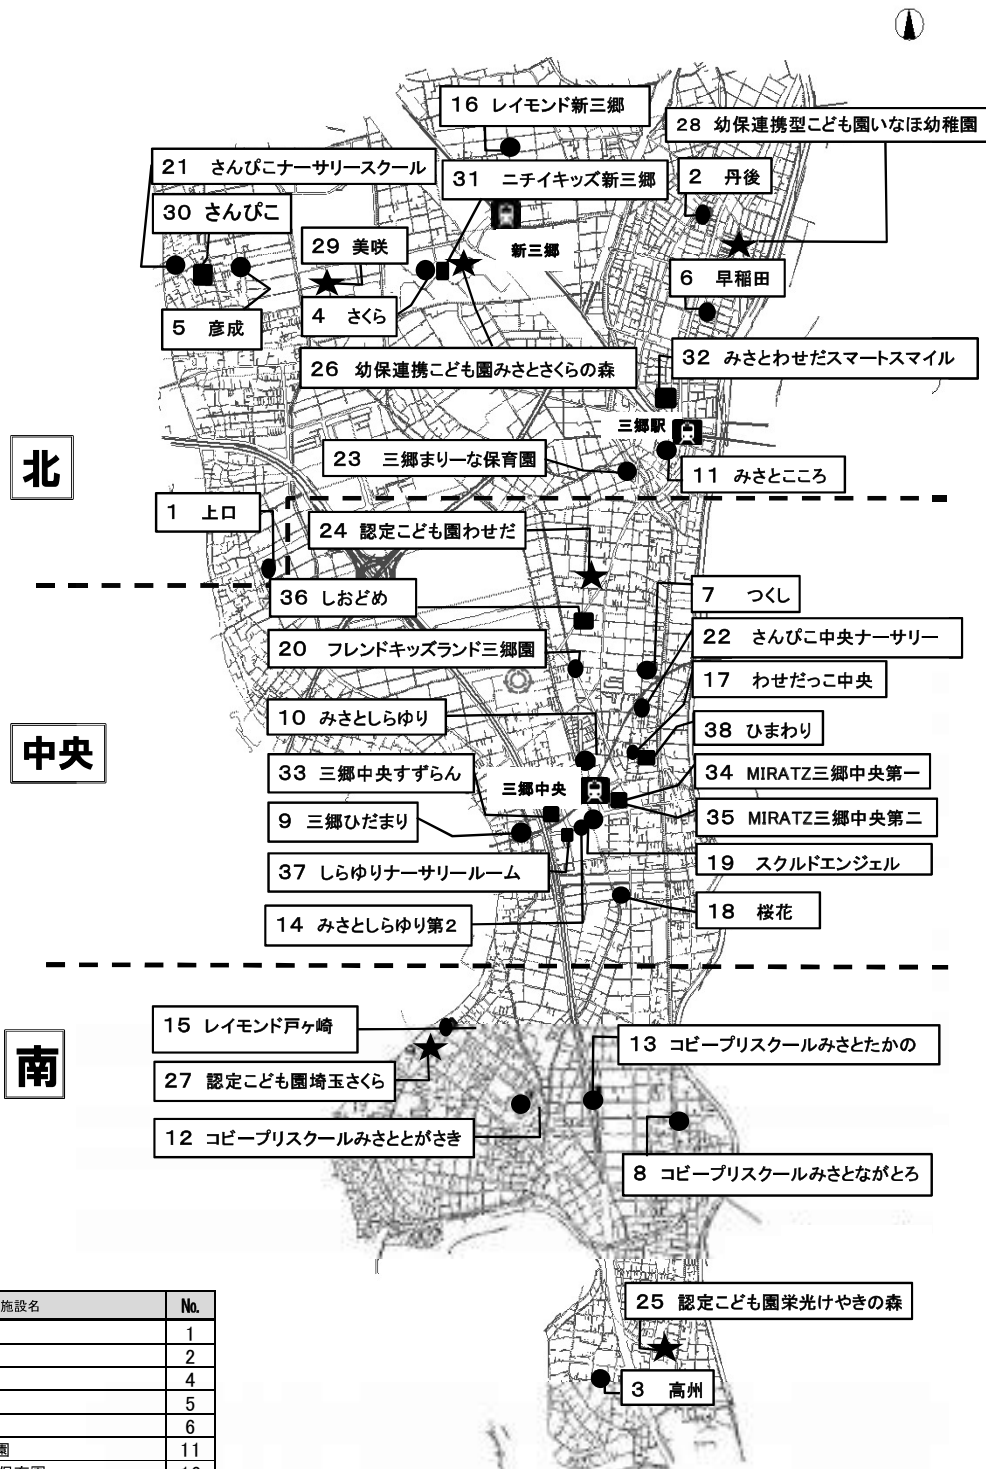 16 レイモンド新三郷
28 幼保連携型こども園いなほ幼稚園
21 さんぴこナーサリースクール
31 ニチイキッズ新三郷
2 丹後
30 さんぴこ
29 美咲
新三郷
6 早稲田
4 さくら
5 彦成
26 幼保連携こども園みさとさくらの森
32 みさとわせだスマートスマイル
三郷駅
北
23 三郷まりーな保育園
11 みさとこころ
1 上口
24 認定こども園わせだ
36 しおどめ
7 つくし
20 フレンドキッズランド三郷園
22 さんぴこ中央ナーサリー
17 わせだっこ中央
10 みさとしらゆり
38 ひまわり
中央
33 三郷中央すずらん
三郷中央
34 MIRATZ三郷中央第一
9 三郷ひだまり
35 MIRATZ三郷中央第二
37 しらゆりナーサリールーム
19 スクルドエンジェル
14 みさとしらゆり第2
18 桜花
15 レイモンド戸ヶ崎
南
13 コビープリスクールみさとたかの
27 認定こども園埼玉さくら
12 コビープリスクールみさととがさき
8 コビープリスクールみさとながとろ
25 認定こども園栄光けやきの森
3 高州
施設名 No.
1
2
4
5
6
園 11